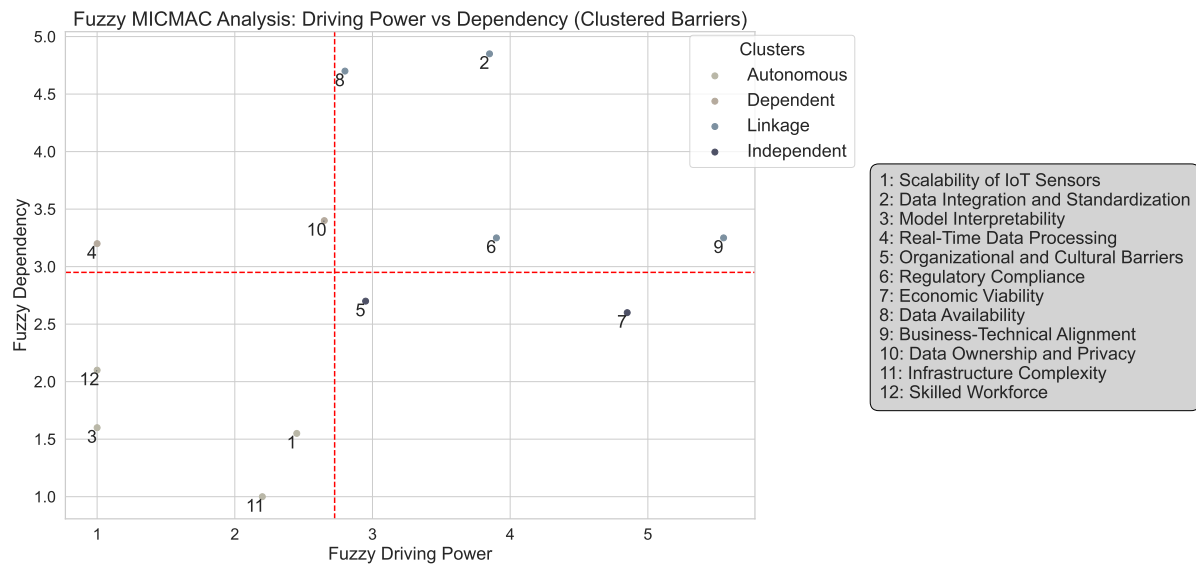 Fuzzy MICMAC Analysis: Driving Power vs Dependency (Clustered Barriers)
5.0
4.5
4.0
3.5
3.0
2.5
2.0
1.5
1.0
Fuzzy Dependency
1
2
3
4
5
Fuzzy Driving Power
8
2
10
4
6
9
5
7
12
3
1
11
Clusters
Autonomous
Dependent
Linkage
Independent
1: Scalability of IoT Sensors
2: Data Integration and Standardization
3: Model Interpretability
4: Real-Time Data Processing
5: Organizational and Cultural Barriers
6: Regulatory Compliance
7: Economic Viability
8: Data Availability
9: Business-Technical Alignment
10: Data Ownership and Privacy
11: Infrastructure Complexity
12: Skilled Workforce